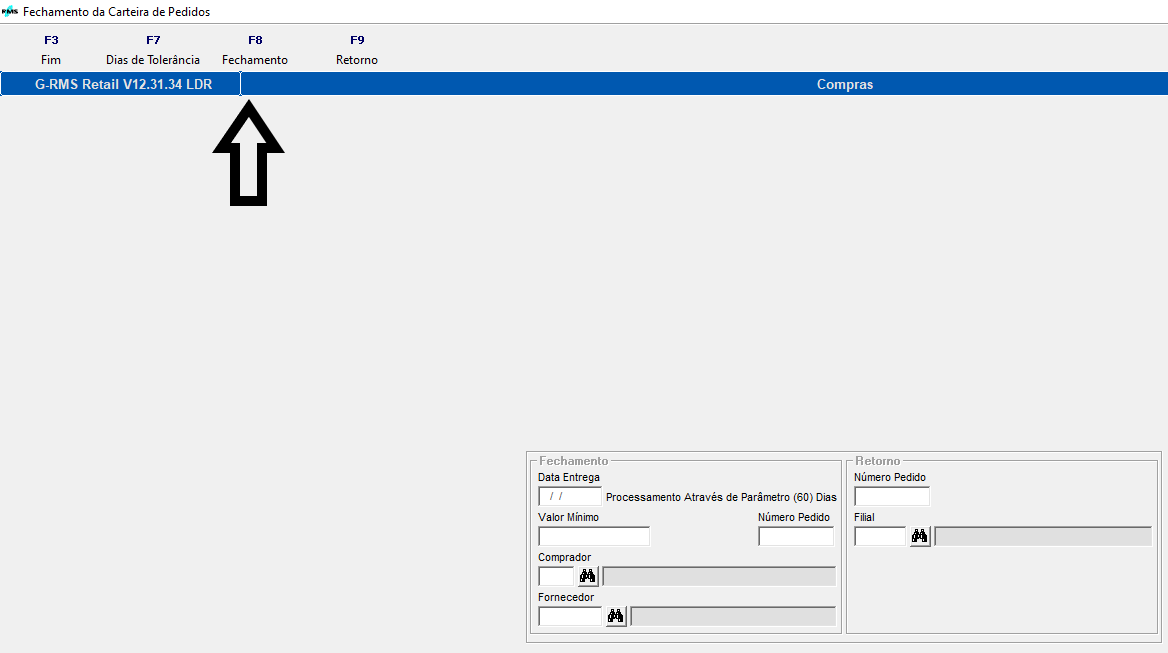 RMS Fechamento da Carteira de Pedidos
F3 F7 F8 F9
Fim Dias de Tolerância Fechamento Retorno
G-RMS Retail V12.31.34 LDR Compras
Fechamento
Data Entrega
/ / Processamento Através de Parâmetro (60) Dias
Valor Mínimo Número Pedido
Comprador
Fornecedor
Retorno
Número Pedido
Filial